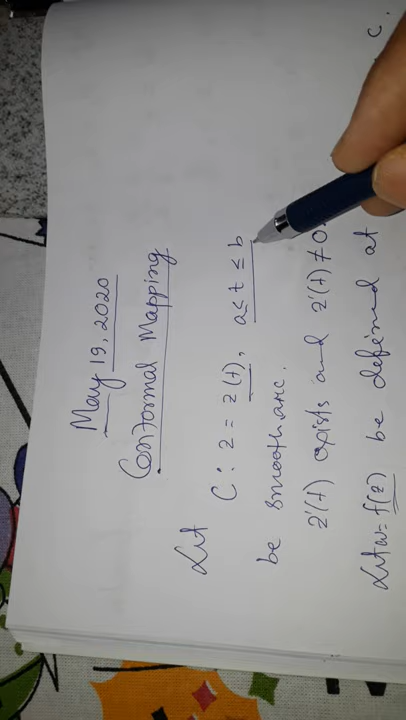 May 19, 2020
Conformal Mapping
Let C: z = z(t), a ≤ t ≤ b
be smooth arc.
z'(t) exists and z'(t) ≠ 0.
Let w = f(z) be defined at
C.